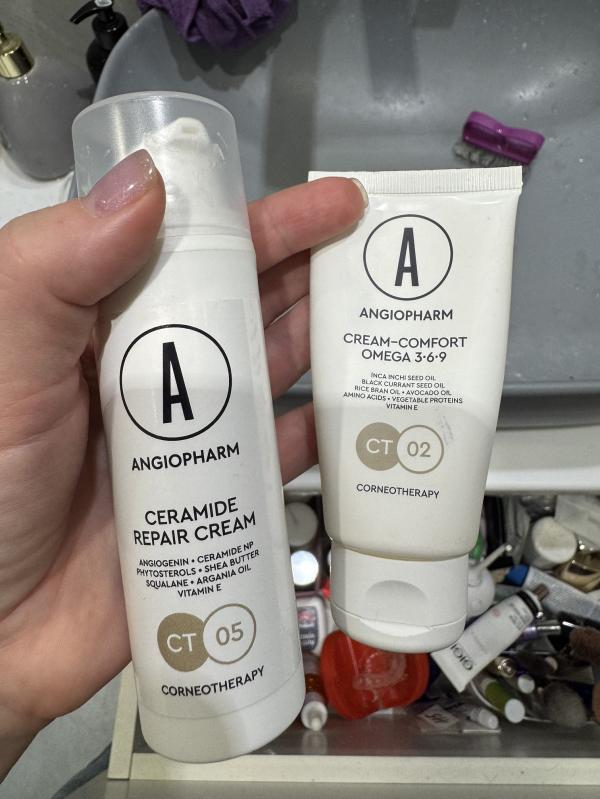 A
ANGIOPHARM
CERAMIDE
REPAIR CREAM
ANGIOGENIN • CERAMIDE NP
PHYTOSTEROLS • SHEA BUTTER
SQUALANE • ARGANIA OIL
VITAMIN E
CT 05
CORNEOTHERAPY
A
ANGIOPHARM
CREAM-COMFORT
OMEGA 3•6•9
INCA INCHI SEED OIL
BLACK CURRANT SEED OIL
RICE BRAN OIL • AVOCADO OIL
AMINO ACIDS • VEGETABLE PROTEINS
VITAMIN E
CT 02
CORNEOTHERAPY
GIGI